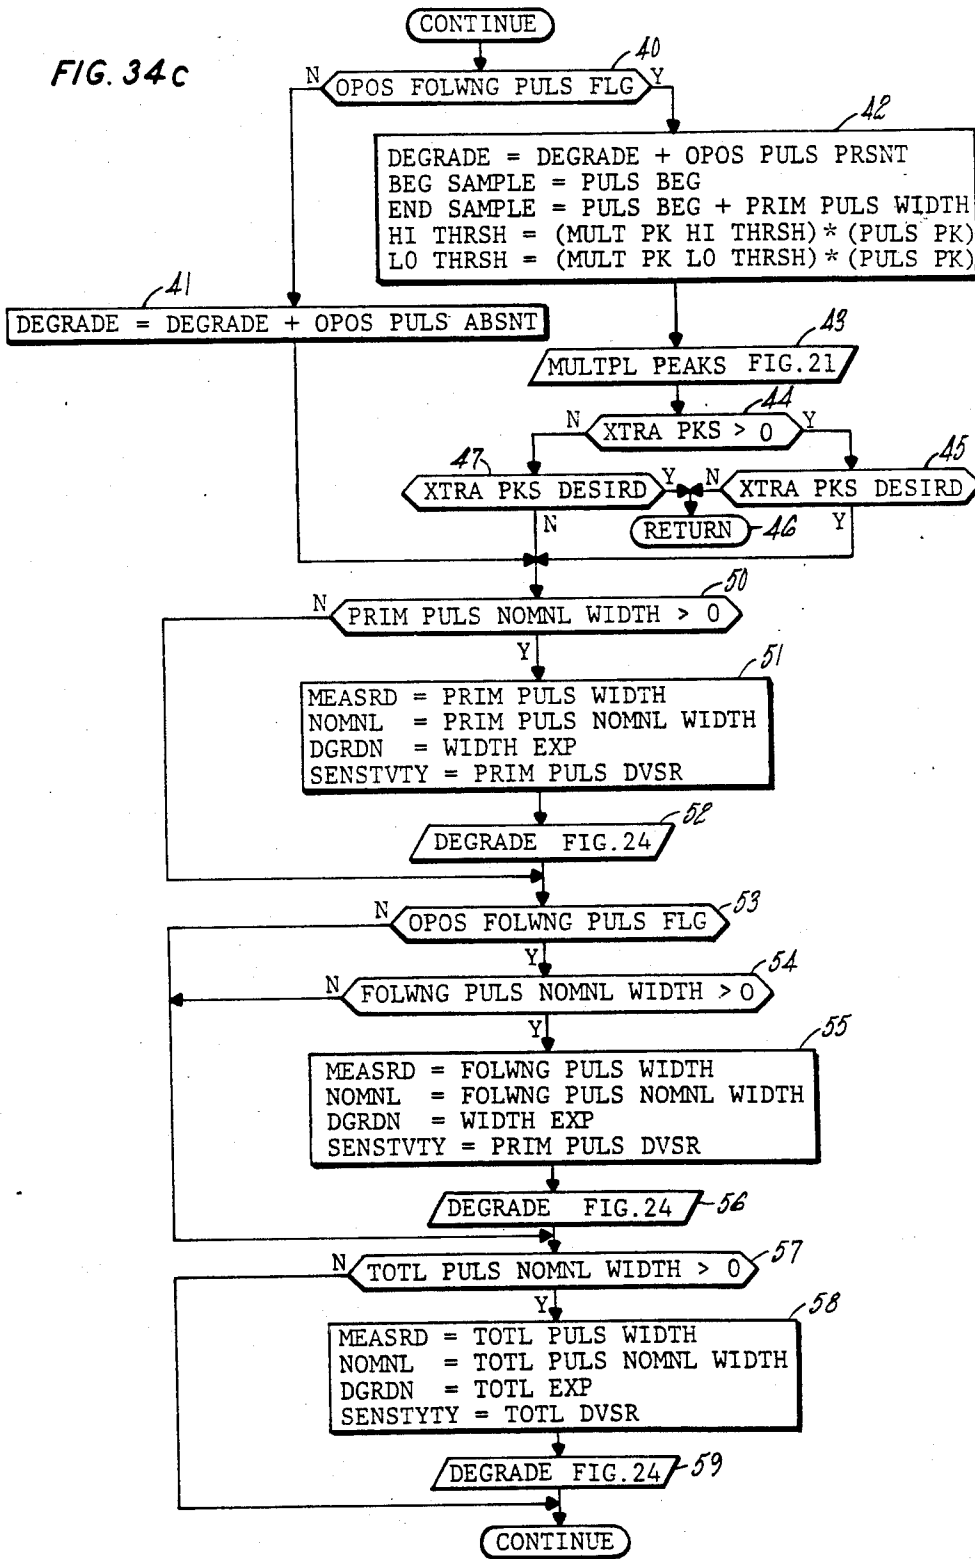 CONTINUE
FIG. 34c
40
N
OPOS FOLWNG PULS FLG
Y
42
DEGRADE = DEGRADE + OPOS PULS PRSNT
BEG SAMPLE = PULS BEG
END SAMPLE = PULS BEG + PRIM PULS WIDTH
HI THRSH = (MULT PK HI THRSH)*(PULS PK)
LO THRSH = (MULT PK LO THRSH)*(PULS PK)
41
DEGRADE = DEGRADE + OPOS PULS ABSNT
43
MULTPL PEAKS FIG.21
44
N
XTRA PKS > 0
Y
47
XTRA PKS DESIRD
Y
N
45
XTRA PKS DESIRD
N
RETURN
46
Y
50
N
PRIM PULS NOMNL WIDTH > 0
Y
51
MEASRD = PRIM PULS WIDTH
NOMNL = PRIM PULS NOMNL WIDTH
DGRDN = WIDTH EXP
SENSTVTY = PRIM PULS DVSR
52
DEGRADE FIG.24
53
N
OPOS FOLWNG PULS FLG
Y
54
N
FOLWNG PULS NOMNL WIDTH > 0
Y
55
MEASRD = FOLWNG PULS WIDTH
NOMNL = FOLWNG PULS NOMNL WIDTH
DGRDN = WIDTH EXP
SENSTVTY = PRIM PULS DVSR
DEGRADE FIG.24
56
57
N
TOTL PULS NOMNL WIDTH > 0
Y
58
MEASRD = TOTL PULS WIDTH
NOMNL = TOTL PULS NOMNL WIDTH
DGRDN = TOTL EXP
SENSTYTY = TOTL DVSR
DEGRADE FIG.24
59
CONTINUE